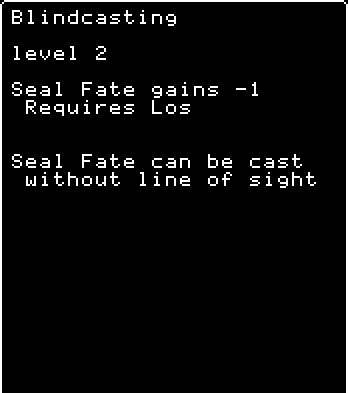 Blindcasting
level 2
Seal Fate gains -1
Requires Los
Seal Fate can be cast
without line of sight